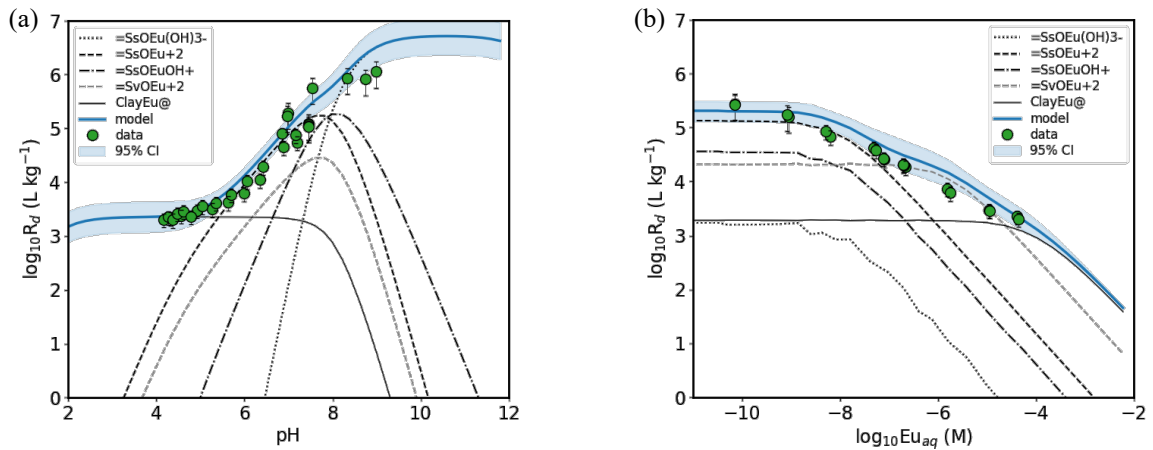 (a)
7
6
5
4
3
2
1
0
log10Rd (L kg−1)
=SsOEu(OH)3-
=SsOEu+2
=SsOEuOH+
=SvOEu+2
ClayEu@
model
data
95% CI
2 4 6 8 10 12
pH
(b)
7
6
5
4
3
2
1
0
log10Rd (L kg−1)
=SsOEu(OH)3-
=SsOEu+2
=SsOEuOH+
=SvOEu+2
ClayEu@
model
data
95% CI
−10 −8 −6 −4 −2
log10Euaq (M)